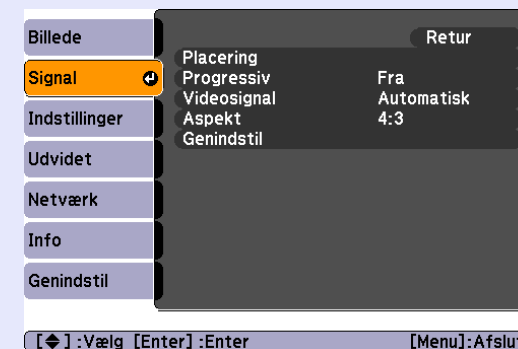 Billede
Signal
Indstillinger
Udvidet
Netværk
Info
Genindstil
Retur
Placering
Progressiv Fra
Videosignal Automatisk
Aspekt 4:3
Genindstil
[◆] :Vælg [Enter] :Enter [Menu]:Afslut